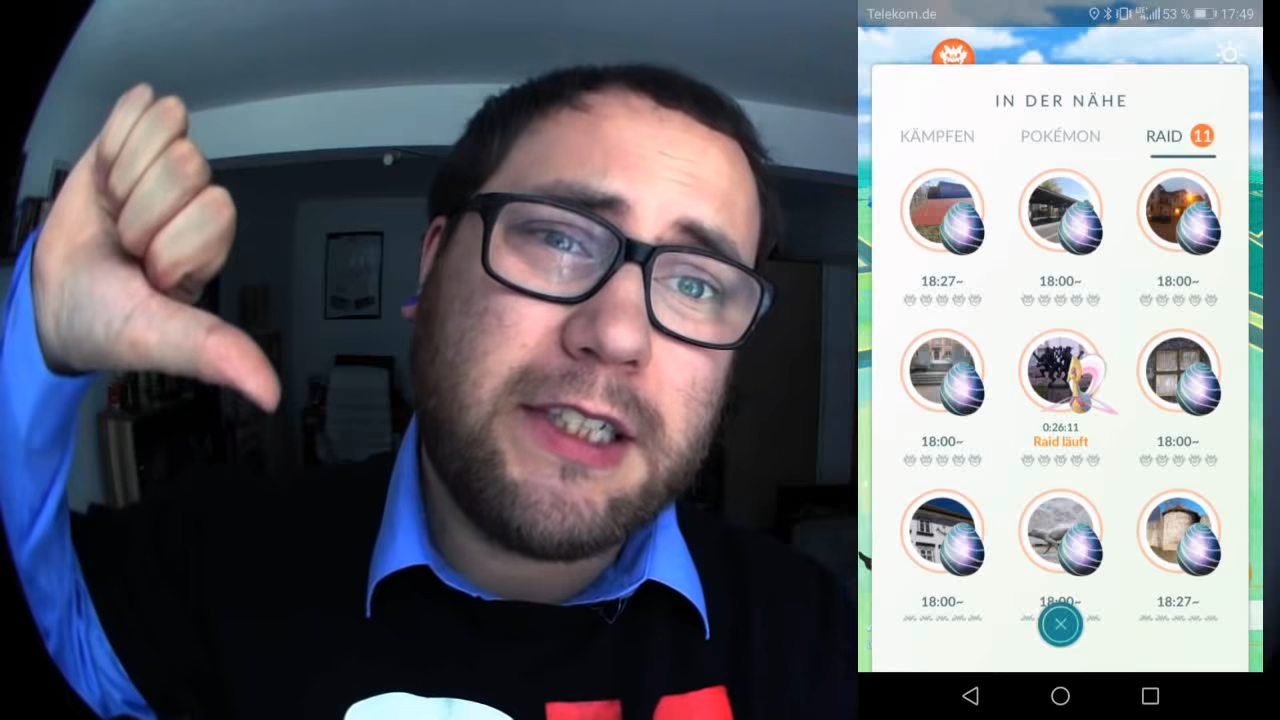 Telekom.de 53 % 17:49
IN DER NÄHE
KÄMPFEN POKÉMON RAID 11
18:27~ 18:00~ 18:00~
0:26:11
18:00~ Raid läuft 18:00~
18:00~ 18:00~ 18:27~